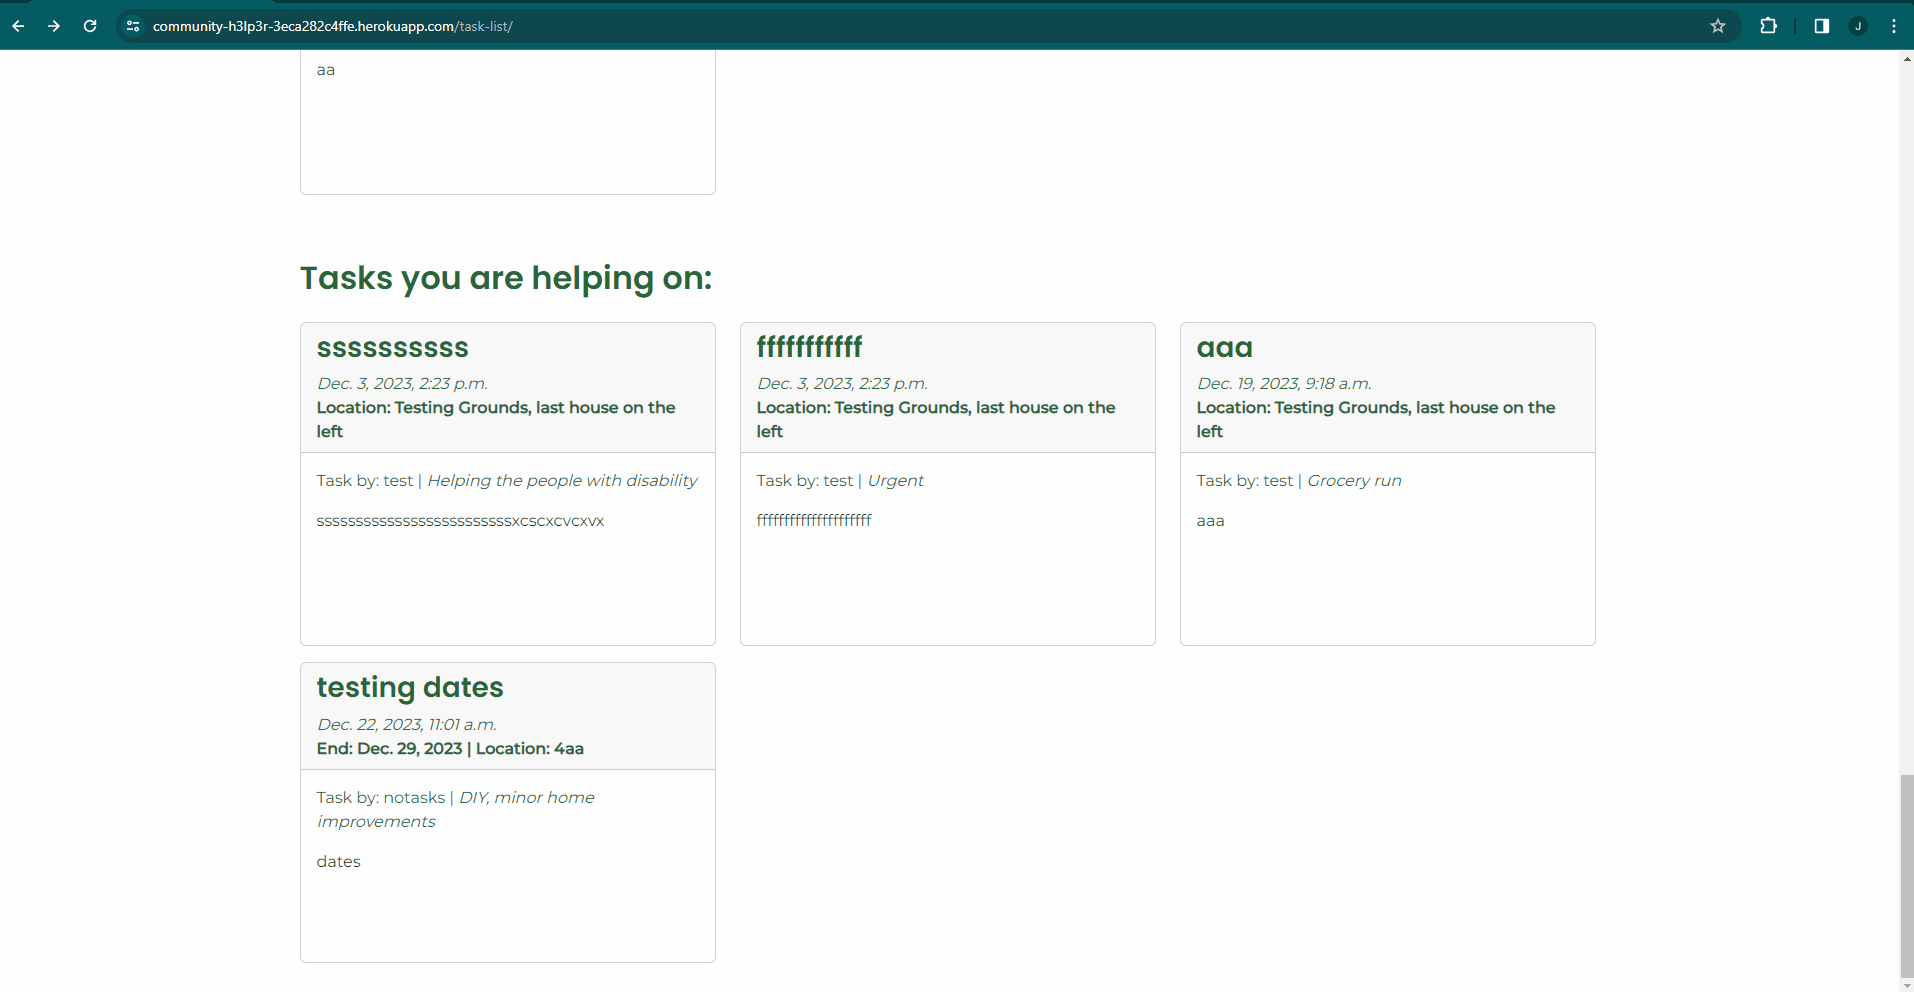 community-h3lp3r-3eca282c4ffe.herokuapp.com/task-list/
J
aa
Tasks you are helping on:
ssssssssss
Dec. 3, 2023, 2:23 p.m.
Location: Testing Grounds, last house on the
left
Task by: test | Helping the people with disability
sssssssssssssssssssssssssxcscxcvcxvx
fffffffffff
Dec. 3, 2023, 2:23 p.m.
Location: Testing Grounds, last house on the
left
Task by: test | Urgent
fffffffffffffffffffff
aaa
Dec. 19, 2023, 9:18 a.m.
Location: Testing Grounds, last house on the
left
Task by: test | Grocery run
aaa
testing dates
Dec. 22, 2023, 11:01 a.m.
End: Dec. 29, 2023 | Location: 4aa
Task by: notasks | DIY, minor home
improvements
dates